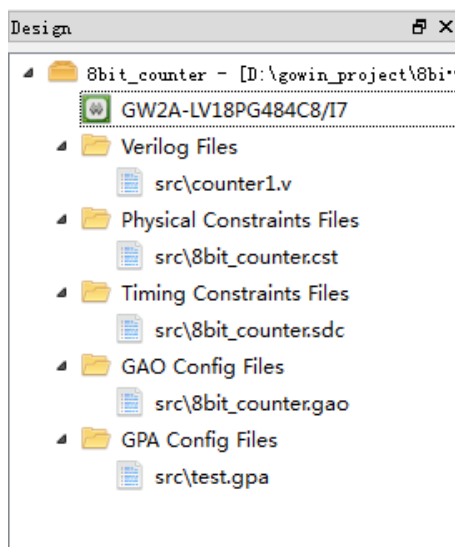 Design
8bit_counter - [D:\gowin_project\8bi
GW2A-LV18PG484C8/I7
Verilog Files
src\counter1.v
Physical Constraints Files
src\8bit_counter.cst
Timing Constraints Files
src\8bit_counter.sdc
GAO Config Files
src\8bit_counter.gao
GPA Config Files
src\test.gpa